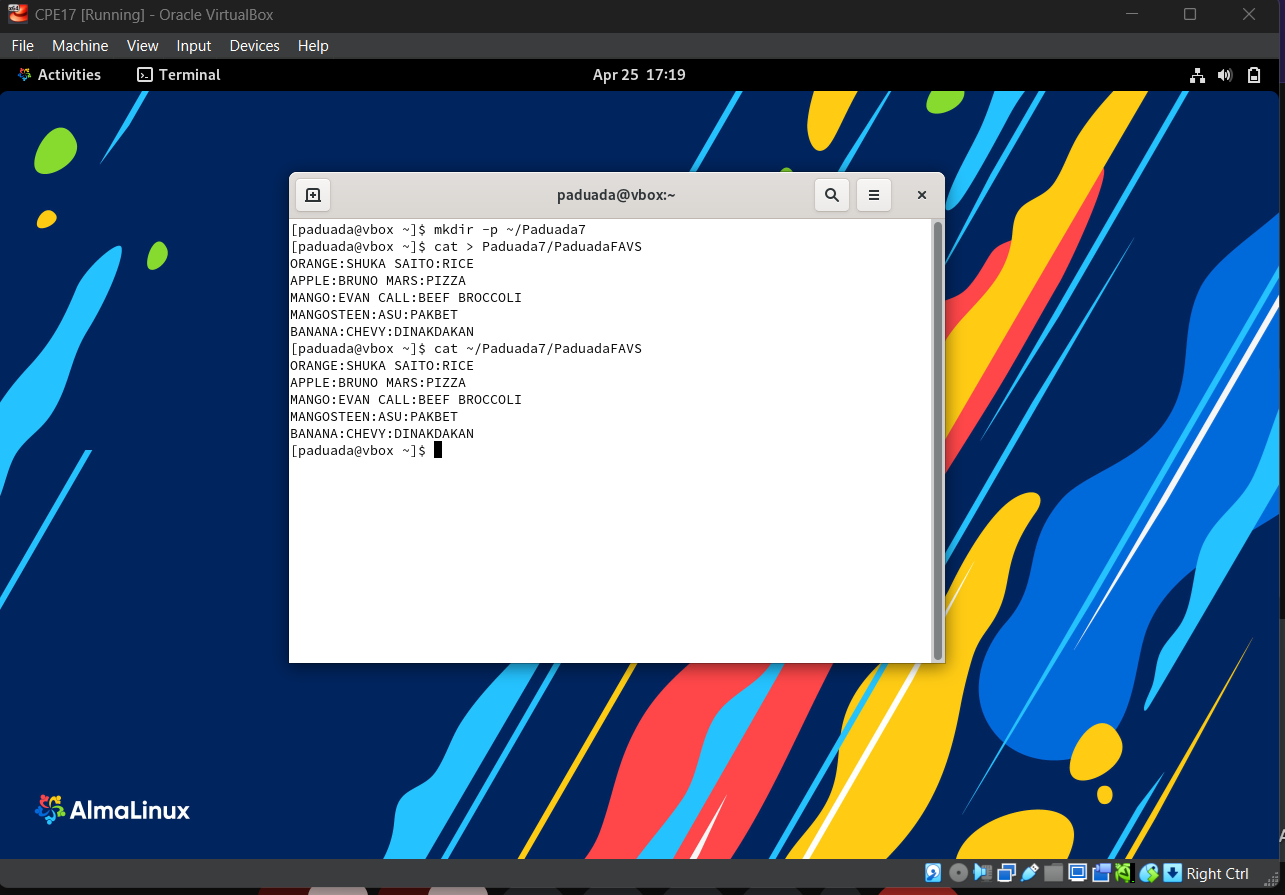 CPE17 [Running] - Oracle VirtualBox
File Machine View Input Devices Help
Activities Terminal Apr 25 17:19
paduada@vbox:~
[paduada@vbox ~]$ mkdir -p ~/Paduada7
[paduada@vbox ~]$ cat > Paduada7/PaduadaFAVS
ORANGE:SHUKA SAITO:RICE
APPLE:BRUNO MARS:PIZZA
MANGO:EVAN CALL:BEEF BROCCOLI
MANGOSTEEN:ASU:PAKBET
BANANA:CHEVY:DINAKDAKAN
[paduada@vbox ~]$ cat ~/Paduada7/PaduadaFAVS
ORANGE:SHUKA SAITO:RICE
APPLE:BRUNO MARS:PIZZA
MANGO:EVAN CALL:BEEF BROCCOLI
MANGOSTEEN:ASU:PAKBET
BANANA:CHEVY:DINAKDAKAN
[paduada@vbox ~]$
AlmaLinux
Right Ctrl